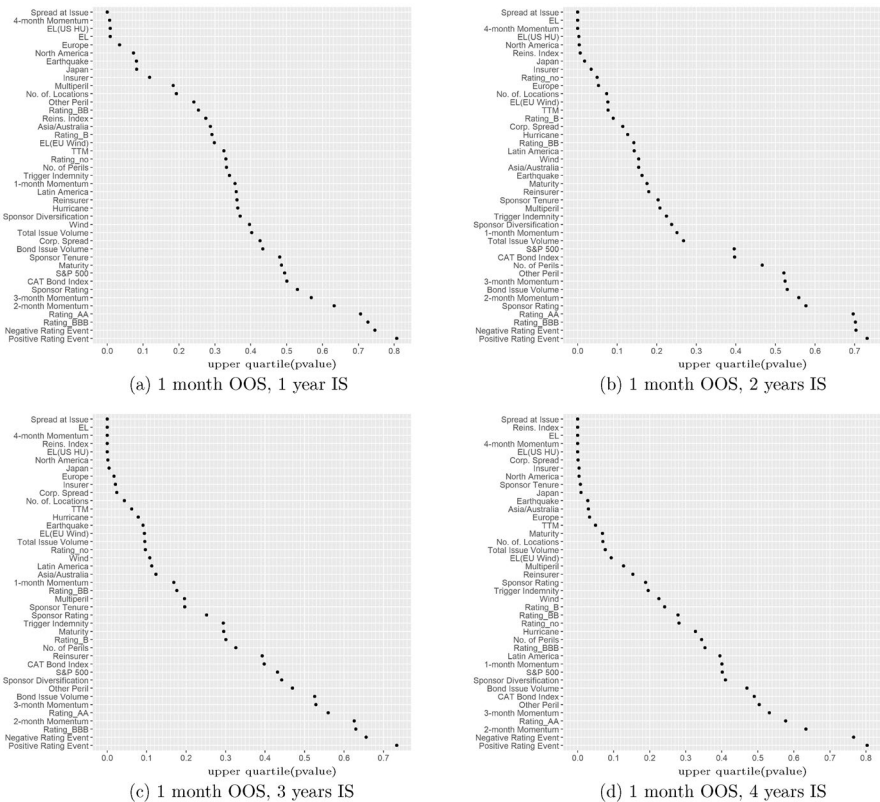 Spread at Issue
4-month Momentum
EL(US HU)
EL
Europe
North America
Earthquake
Japan
Insurer
Multiperil
No. of Locations
Other Peril
Rating_BB
Reins. Index
Asia/Australia
Rating_B
EL(EU Wind)
TTM
Rating_no
No. of Perils
Trigger Indemnity
1-month Momentum
Latin America
Reinsurer
Hurricane
Sponsor Diversification
Wind
Total Issue Volume
Corp. Spread
Bond Issue Volume
Sponsor Tenure
Maturity
S&P 500
CAT Bond Index
Sponsor Rating
3-month Momentum
2-month Momentum
Rating_AA
Rating_BBB
Negative Rating Event
Positive Rating Event
0.0 0.1 0.2 0.3 0.4 0.5 0.6 0.7 0.8
upper quartile(pvalue)
(a) 1 month OOS, 1 year IS
Spread at Issue
EL
4-month Momentum
EL(US HU)
North America
Reins. Index
Japan
Insurer
Rating_no
Europe
No. of Locations
EL(EU Wind)
TTM
Rating_B
Corp. Spread
Hurricane
Rating_BB
Latin America
Wind
Asia/Australia
Earthquake
Maturity
Reinsurer
Sponsor Tenure
Multiperil
Trigger Indemnity
Sponsor Diversification
1-month Momentum
Total Issue Volume
S&P 500
CAT Bond Index
No. of Perils
Other Peril
3-month Momentum
Bond Issue Volume
2-month Momentum
Sponsor Rating
Rating_AA
Rating_BBB
Negative Rating Event
Positive Rating Event
0.0 0.1 0.2 0.3 0.4 0.5 0.6 0.7
upper quartile(pvalue)
(b) 1 month OOS, 2 years IS
Spread at Issue
EL
4-month Momentum
Reins. Index
EL(US HU)
North America
Japan
Europe
Insurer
Corp. Spread
No. of Locations
TTM
Hurricane
Earthquake
EL(EU Wind)
Total Issue Volume
Rating_no
Wind
Latin America
Asia/Australia
1-month Momentum
Rating_BB
Multiperil
Sponsor Tenure
Sponsor Rating
Trigger Indemnity
Maturity
Rating_B
No. of Perils
Reinsurer
CAT Bond Index
S&P 500
Sponsor Diversification
Other Peril
Bond Issue Volume
3-month Momentum
Rating_AA
2-month Momentum
Rating_BBB
Negative Rating Event
Positive Rating Event
0.0 0.1 0.2 0.3 0.4 0.5 0.6 0.7
upper quartile(pvalue)
(c) 1 month OOS, 3 years IS
Spread at Issue
Reins. Index
EL
4-month Momentum
EL(US HU)
Corp. Spread
Insurer
North America
Sponsor Tenure
Japan
Earthquake
Asia/Australia
Europe
TTM
Maturity
No. of Locations
Total Issue Volume
EL(EU Wind)
Multiperil
Reinsurer
Sponsor Rating
Trigger Indemnity
Wind
Rating_B
Rating_BB
Rating_no
Hurricane
No. of Perils
Rating_BBB
Latin America
1-month Momentum
S&P 500
Sponsor Diversification
Bond Issue Volume
CAT Bond Index
Other Peril
3-month Momentum
Rating_AA
2-month Momentum
Negative Rating Event
Positive Rating Event
0.0 0.1 0.2 0.3 0.4 0.5 0.6 0.7 0.8
upper quartile(pvalue)
(d) 1 month OOS, 4 years IS